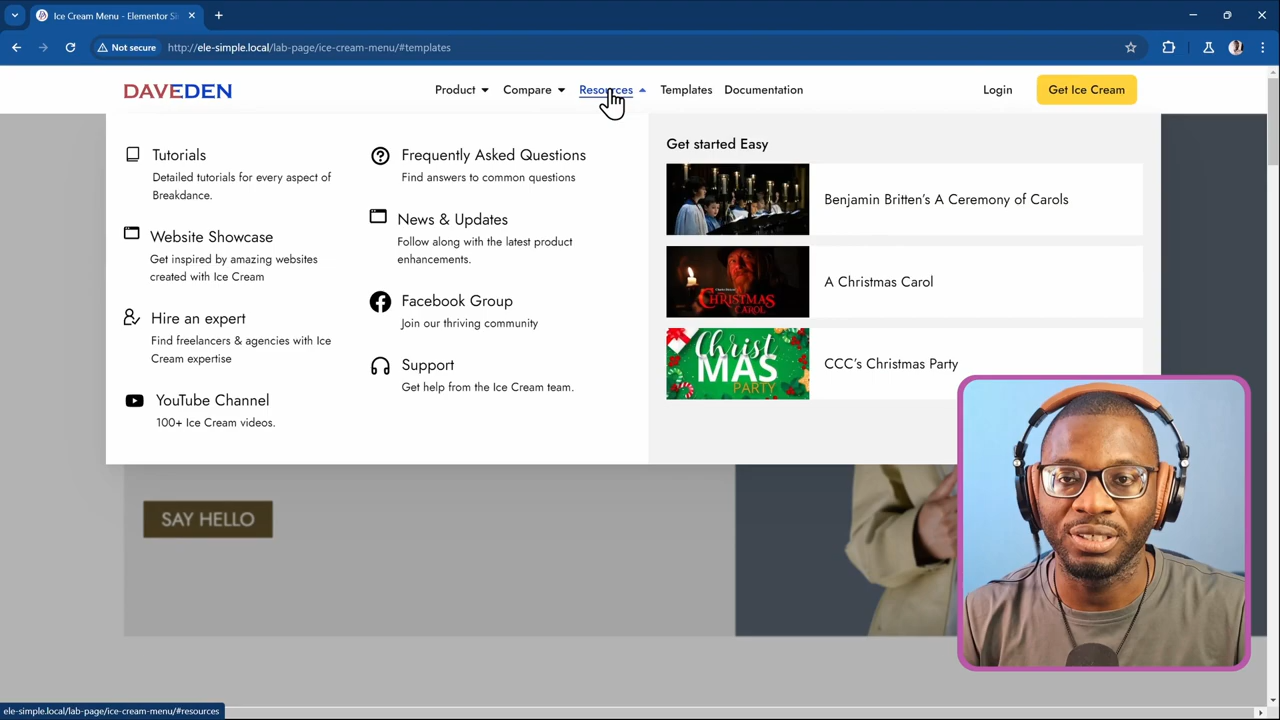 Ice Cream Menu - Elementor Si
Not secure
http://ele-simple.local/lab-page/ice-cream-menu/#templates
DAVEDEN
Product
Compare
Resources
Templates
Documentation
Login
Get Ice Cream
Tutorials
Detailed tutorials for every aspect of
Breakdance.
Website Showcase
Get inspired by amazing websites
created with Ice Cream
Hire an expert
Find freelancers & agencies with Ice
Cream expertise
YouTube Channel
100+ Ice Cream videos.
Frequently Asked Questions
Find answers to common questions
News & Updates
Follow along with the latest product
enhancements.
Facebook Group
Join our thriving community
Support
Get help from the Ice Cream team.
Get started Easy
Benjamin Britten's A Ceremony of Carols
CHRISTMAS
CAROL
A Christmas Carol
Christ
MAS
PARTY
CCC's Christmas Party
SAY HELLO
ele-simple.local/lab-page/ice-cream-menu/#resources